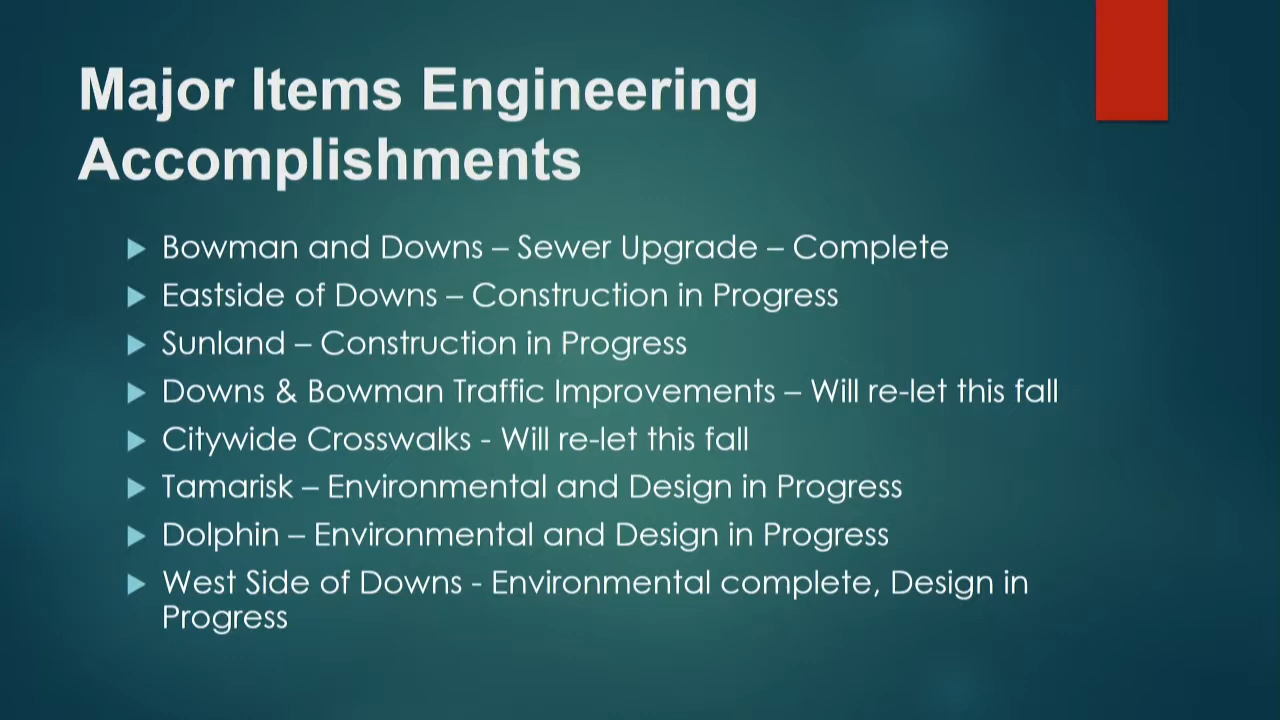 Major Items Engineering
Accomplishments
Bowman and Downs – Sewer Upgrade – Complete
Eastside of Downs – Construction in Progress
Sunland – Construction in Progress
Downs & Bowman Traffic Improvements – Will re-let this fall
Citywide Crosswalks - Will re-let this fall
Tamarisk – Environmental and Design in Progress
Dolphin – Environmental and Design in Progress
West Side of Downs - Environmental complete, Design in
Progress